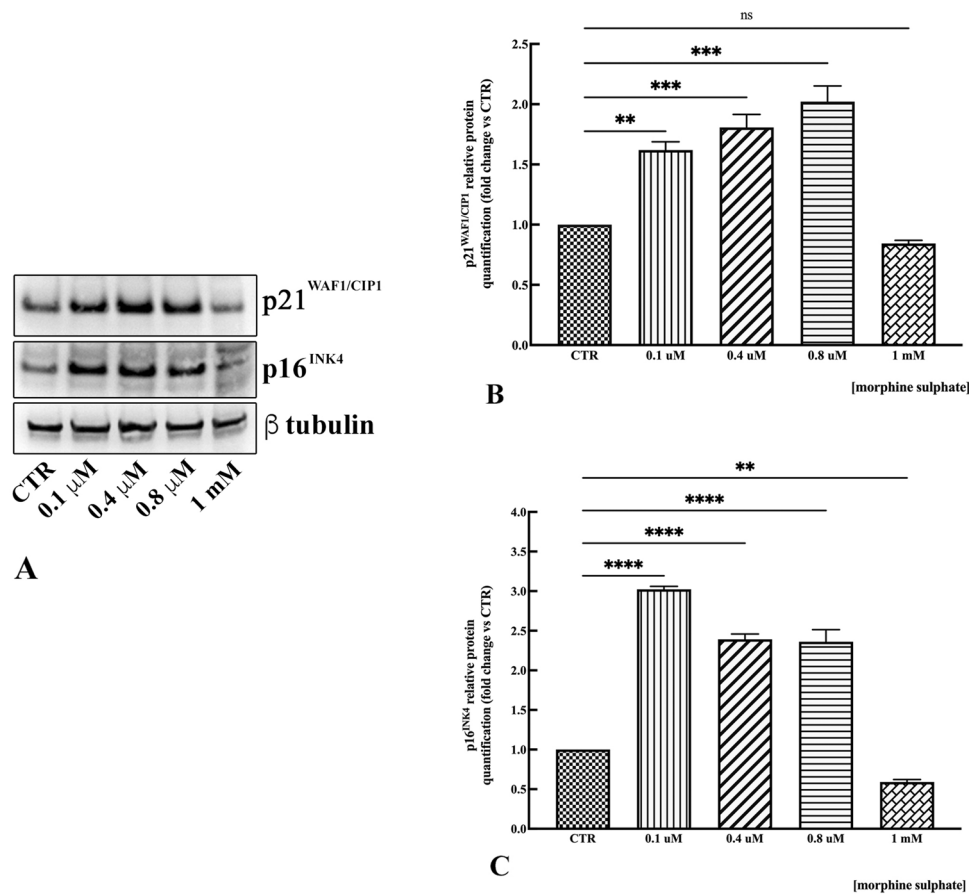 p21WAF1/CIP1
p16INK4
β tubulin
CTR
0.1 μM
0.4 μM
0.8 μM
1 mM
A
ns
***
***
**
2.5
2.0
1.5
1.0
0.5
0.0
p21WAF1/CIP1 relative protein
quantification (fold change vs CTR)
CTR 0.1 uM 0.4 uM 0.8 uM 1 mM
[morphine sulphate]
B
**
****
****
****
4.0
3.5
3.0
2.5
2.0
1.5
1.0
0.5
0.0
p16INK4 relative protein
quantification (fold change vs CTR)
CTR 0.1 uM 0.4 uM 0.8 uM 1 mM
C
[morphine sulphate]